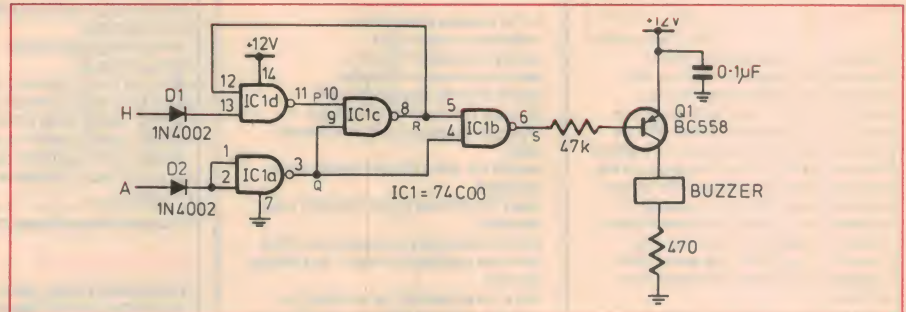 +12V
+12V
14
12
13
IC1d
11
P
10
9
IC1c
8
R
5
4
IC1b
6
S
47k
0·1µF
Q1
BC558
H
D1
1N4002
A
D2
1N4002
1
2
IC1a
3
Q
7
IC1 = 74C00
BUZZER
470